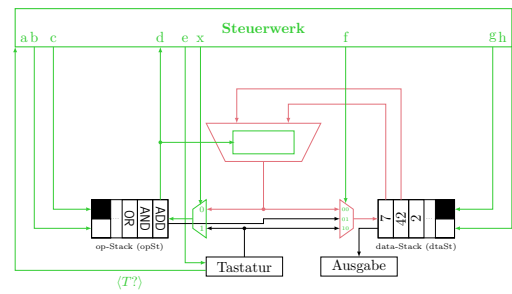 Steuerwerk
a b c d e x f g h
0
1
00
01
10
OR AND ADD
7 42 2
op-Stack (opSt)
data-Stack (dtaSt)
Tastatur
Ausgabe
⟨T?⟩